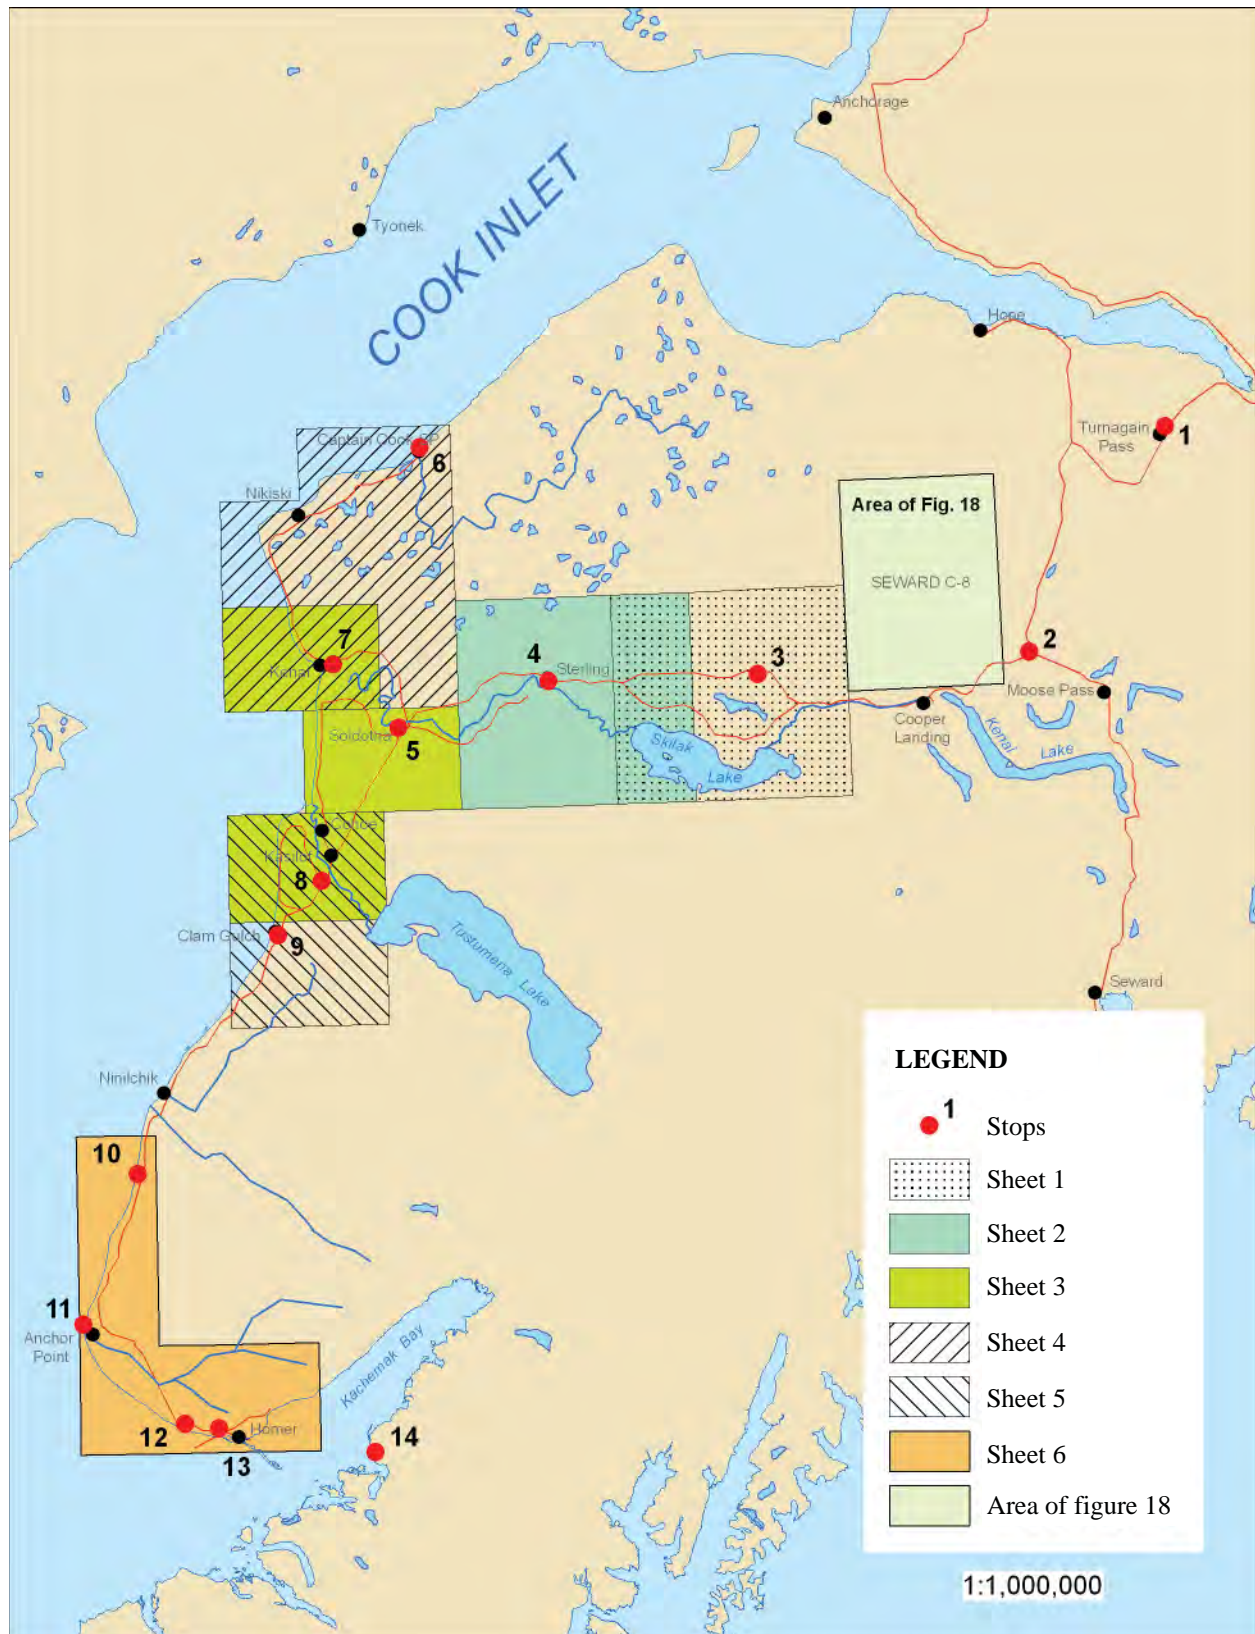 Anchorage
Tyonek
COOK INLET
Hope
Turnagain
Pass
1
Captain Cook SP
6
Nikiski
Area of Fig. 18
SEWARD C-8
7
Kenai
4
Sterling
3
2
Moose Pass
Cooper
Landing
Kenai
Lake
Soldotna
5
Skilak
Lake
Cohoe
Kasilof
8
Clam Gulch
9
Tustumena
Lake
Seward
Ninilchik
10
11
Anchor
Point
Kachemak Bay
12
13
Homer
14
LEGEND
1
Stops
Sheet 1
Sheet 2
Sheet 3
Sheet 4
Sheet 5
Sheet 6
Area of figure 18
1:1,000,000